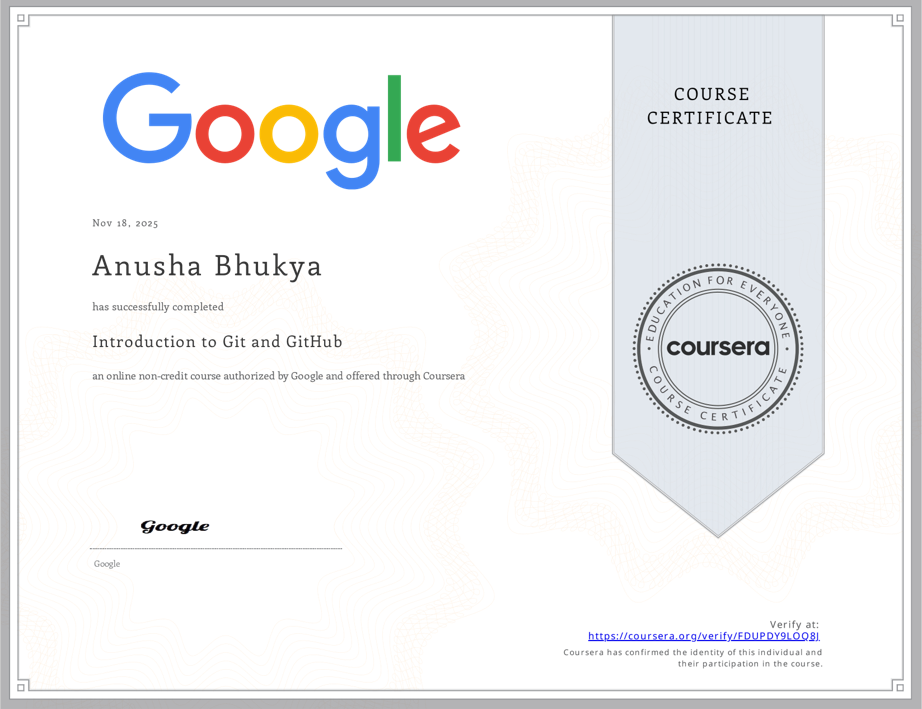 Google
COURSE
CERTIFICATE
Nov 18, 2025
Anusha Bhukya
has successfully completed
Introduction to Git and GitHub
an online non-credit course authorized by Google and offered through Coursera
EDUCATION FOR EVERYONE
coursera
COURSE CERTIFICATE
Google
Google
Verify at:
https://coursera.org/verify/FDUPDY9LOQ8J
Coursera has confirmed the identity of this individual and
their participation in the course.